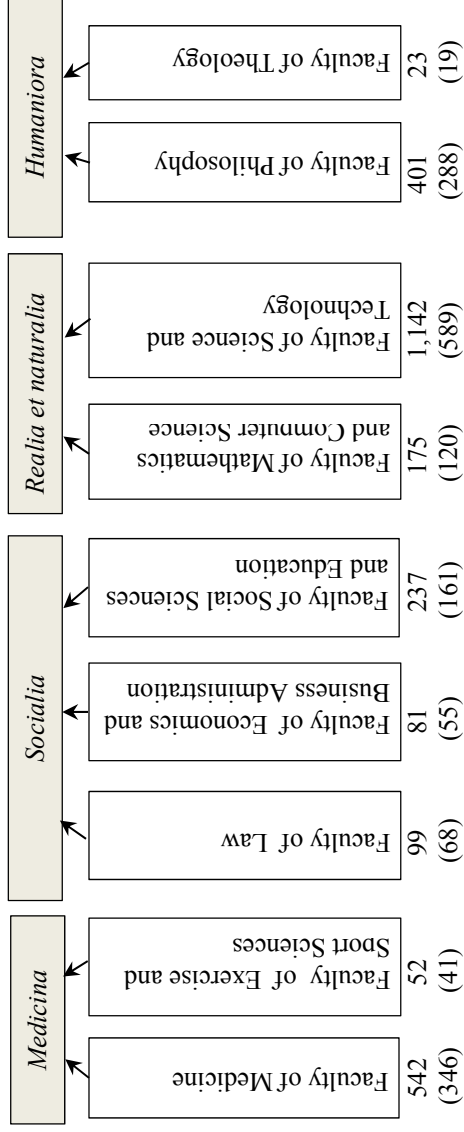 Medicina
Faculty of Medicine
542
(346)
Faculty of Exercise and
Sport Sciences
52
(41)
Socialia
Faculty of Law
99
(68)
Faculty of Economics and
Business Administration
81
(55)
Faculty of Social Sciences
and Education
237
(161)
Realia et naturalia
Faculty of Mathematics
and Computer Science
175
(120)
Faculty of Science and
Technology
1,142
(589)
Humaniora
Faculty of Philosophy
401
(288)
Faculty of Theology
23
(19)